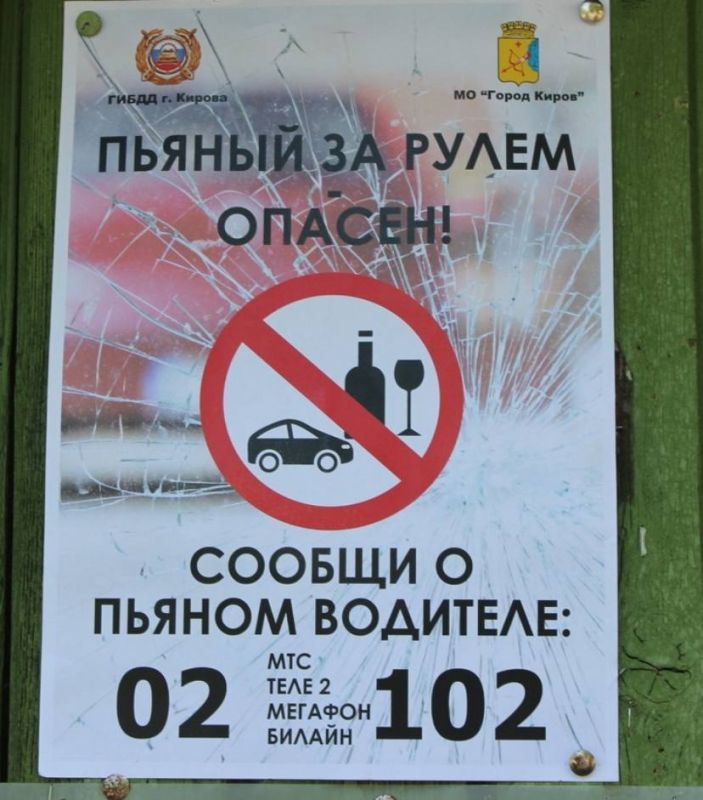 ГИБДД г. Кирова
МО "Город Киров"
ПЬЯНЫЙ ЗА РУЛЕМ
-
ОПАСЕН!
СООБЩИ О
ПЬЯНОМ ВОДИТЕЛЕ:
02
МТС
ТЕЛЕ 2
МЕГАФОН
БИЛАЙН
102